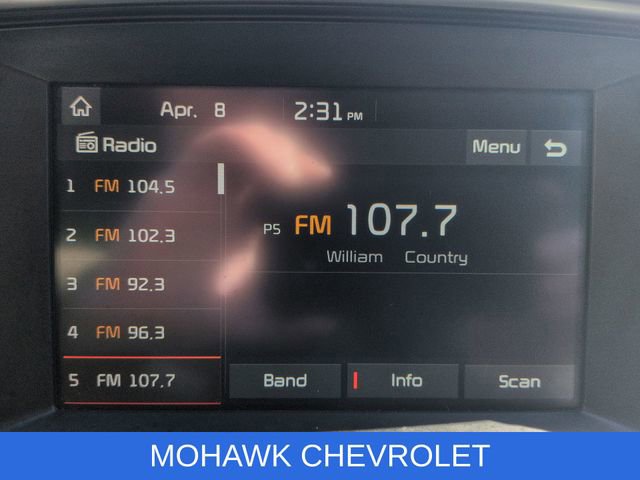 Apr. 8 2:31 PM
Radio Menu
1 FM 104.5
2 FM 102.3
3 FM 92.3
4 FM 96.3
5 FM 107.7
P5 FM 107.7
William Country
Band Info Scan
MOHAWK CHEVROLET